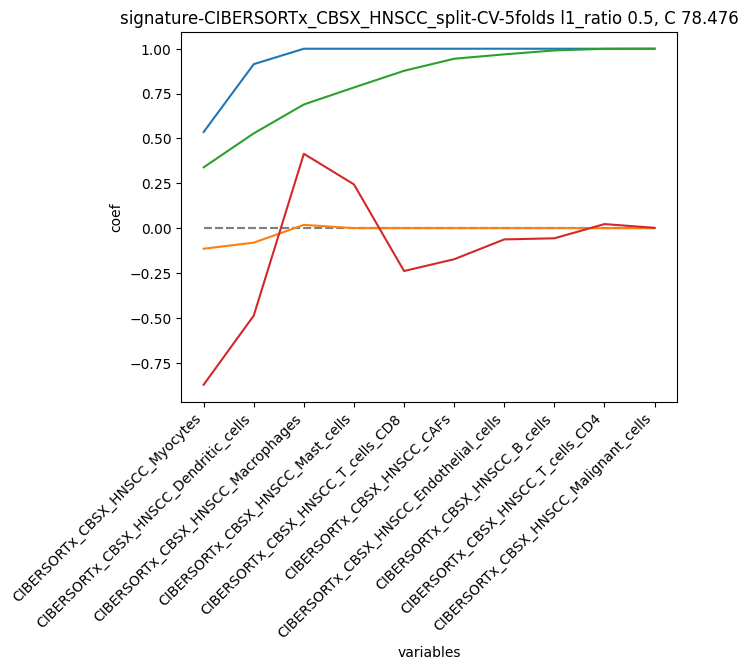 signature-CIBERSORTx_CBSX_HNSCC_split-CV-5folds l1_ratio 0.5, C 78.476
1.00
0.75
0.50
0.25
0.00
−0.25
−0.50
−0.75
coef
CIBERSORTx_CBSX_HNSCC_Myocytes
CIBERSORTx_CBSX_HNSCC_Dendritic_cells
CIBERSORTx_CBSX_HNSCC_Macrophages
CIBERSORTx_CBSX_HNSCC_Mast_cells
CIBERSORTx_CBSX_HNSCC_T_cells_CD8
CIBERSORTx_CBSX_HNSCC_CAFs
CIBERSORTx_CBSX_HNSCC_Endothelial_cells
CIBERSORTx_CBSX_HNSCC_B_cells
CIBERSORTx_CBSX_HNSCC_T_cells_CD4
CIBERSORTx_CBSX_HNSCC_Malignant_cells
variables